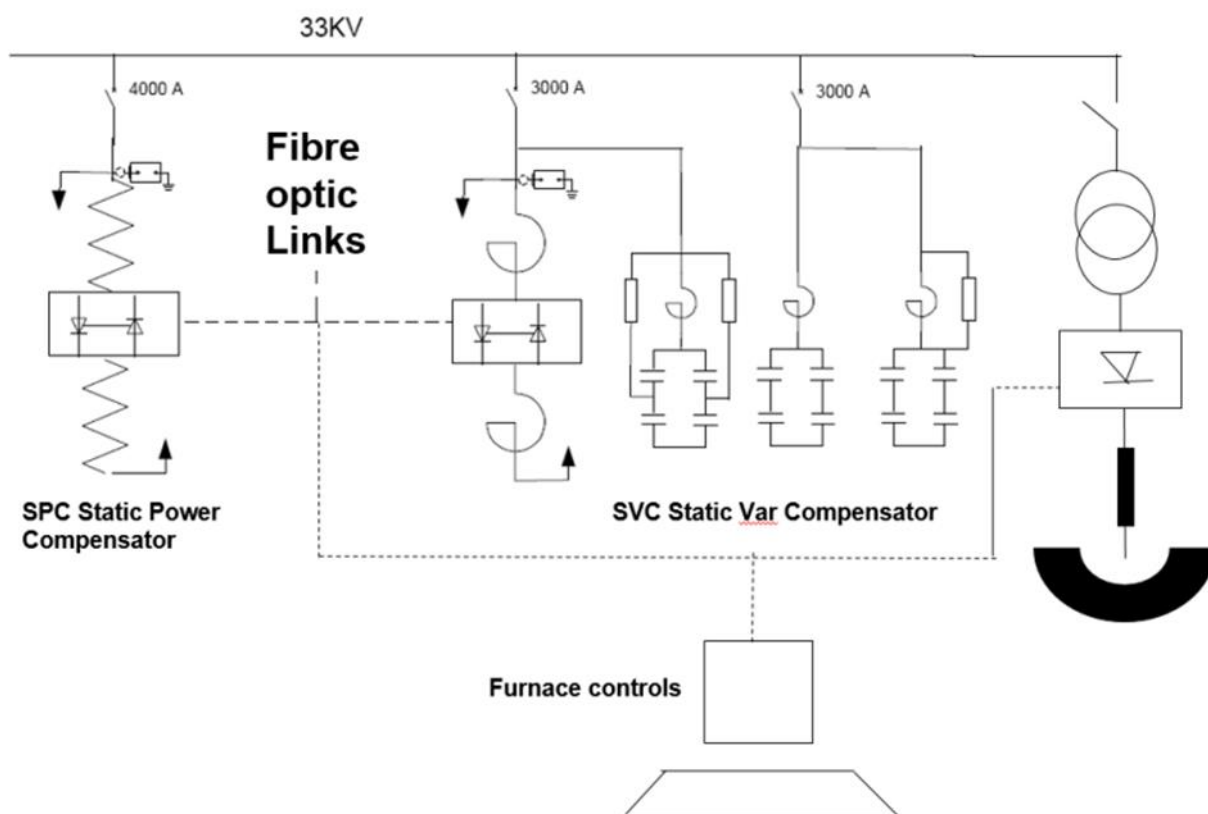 33KV
4000 A
3000 A
3000 A
Fibre
optic
Links
SPC Static Power
Compensator
SVC Static Var Compensator
Furnace controls